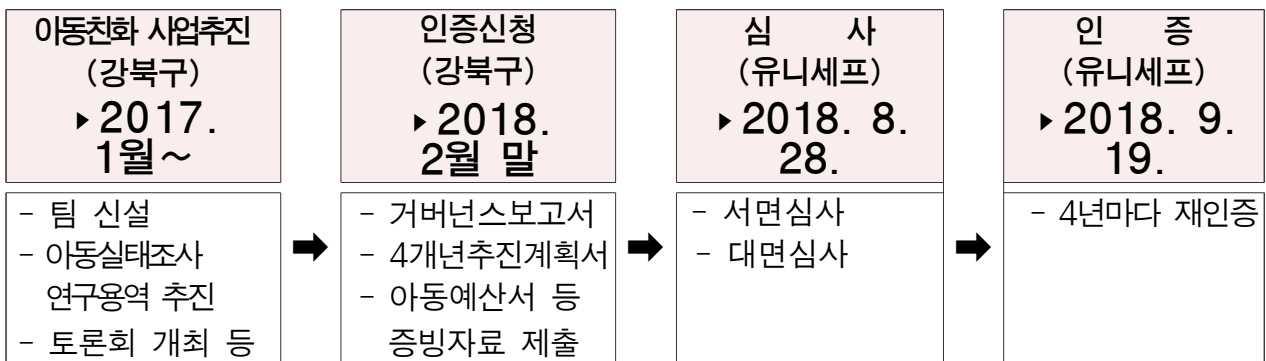 아동친화 사업추진
(강북구)
▸2017.
1월~
- 팀 신설
- 아동실태조사
연구용역 추진
- 토론회 개최 등
➡
인증신청
(강북구)
▸2018.
2월 말
- 거버넌스보고서
- 4개년추진계획서
- 아동예산서 등
증빙자료 제출
➡
심 사
(유니세프)
▸2018. 8.
28.
- 서면심사
- 대면심사
➡
인 증
(유니세프)
▸2018. 9.
19.
- 4년마다 재인증